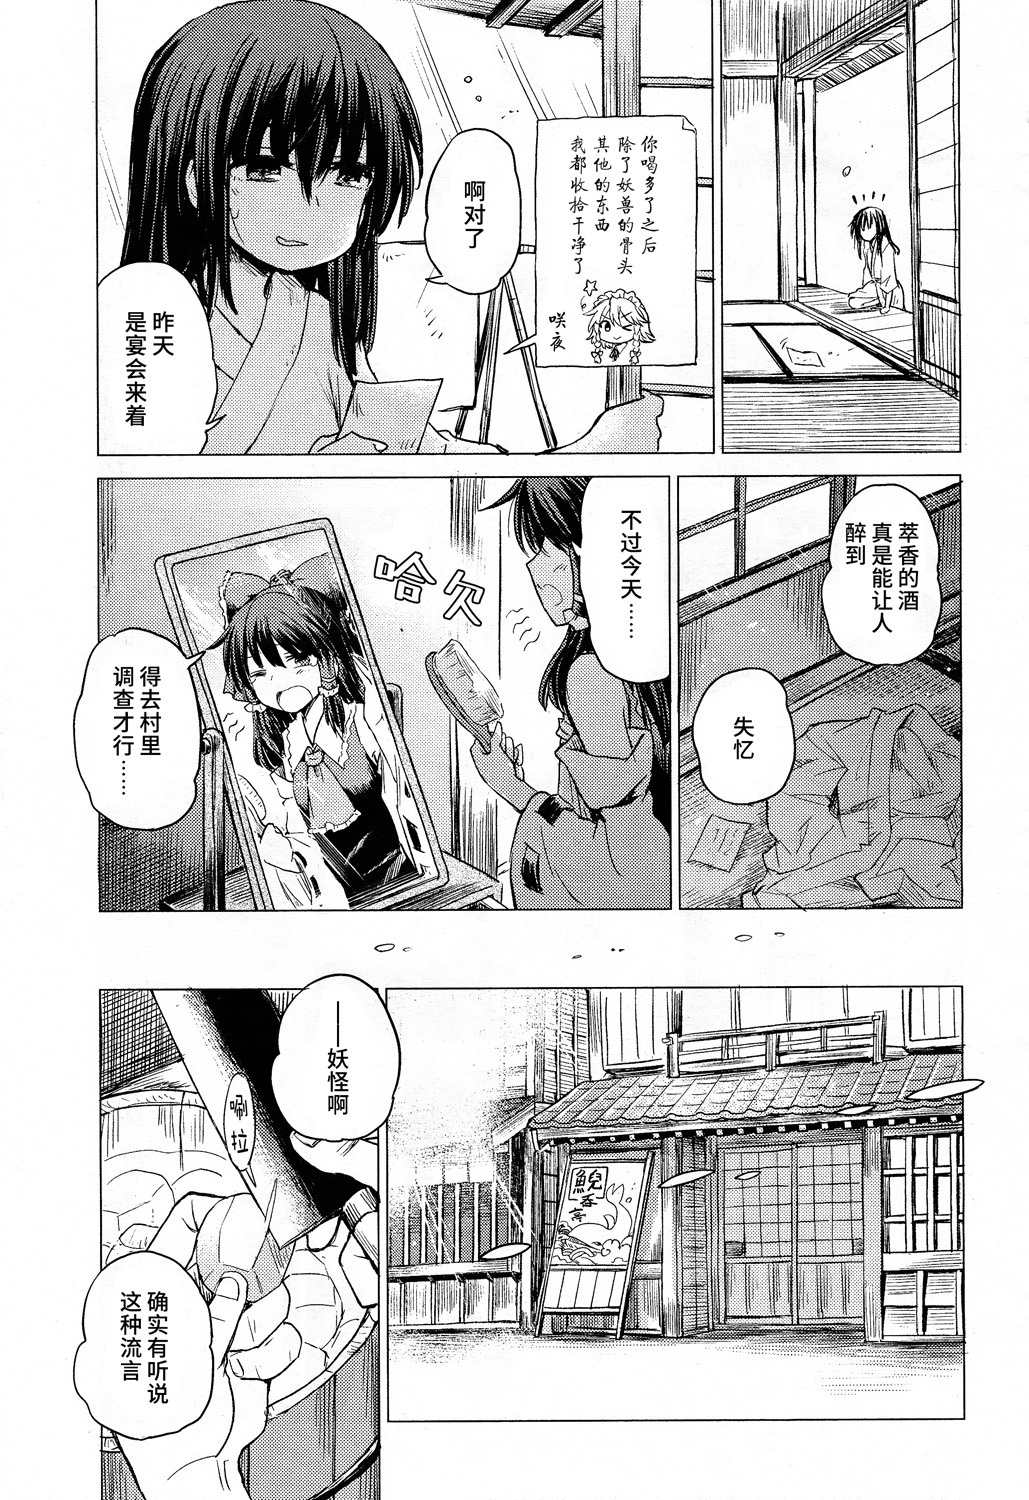 你喝多了之后
除了妖兽的骨头
其他的东西
我都收拾干净了
咲夜
啊对了
昨天
是宴会来着
萃香的酒
真是能让人
醉到
失忆
不过今天……
哈欠
得去村里
调查才行
……
鯢
呑
亭
——妖怪啊
唰拉
确实有听说
这种流言